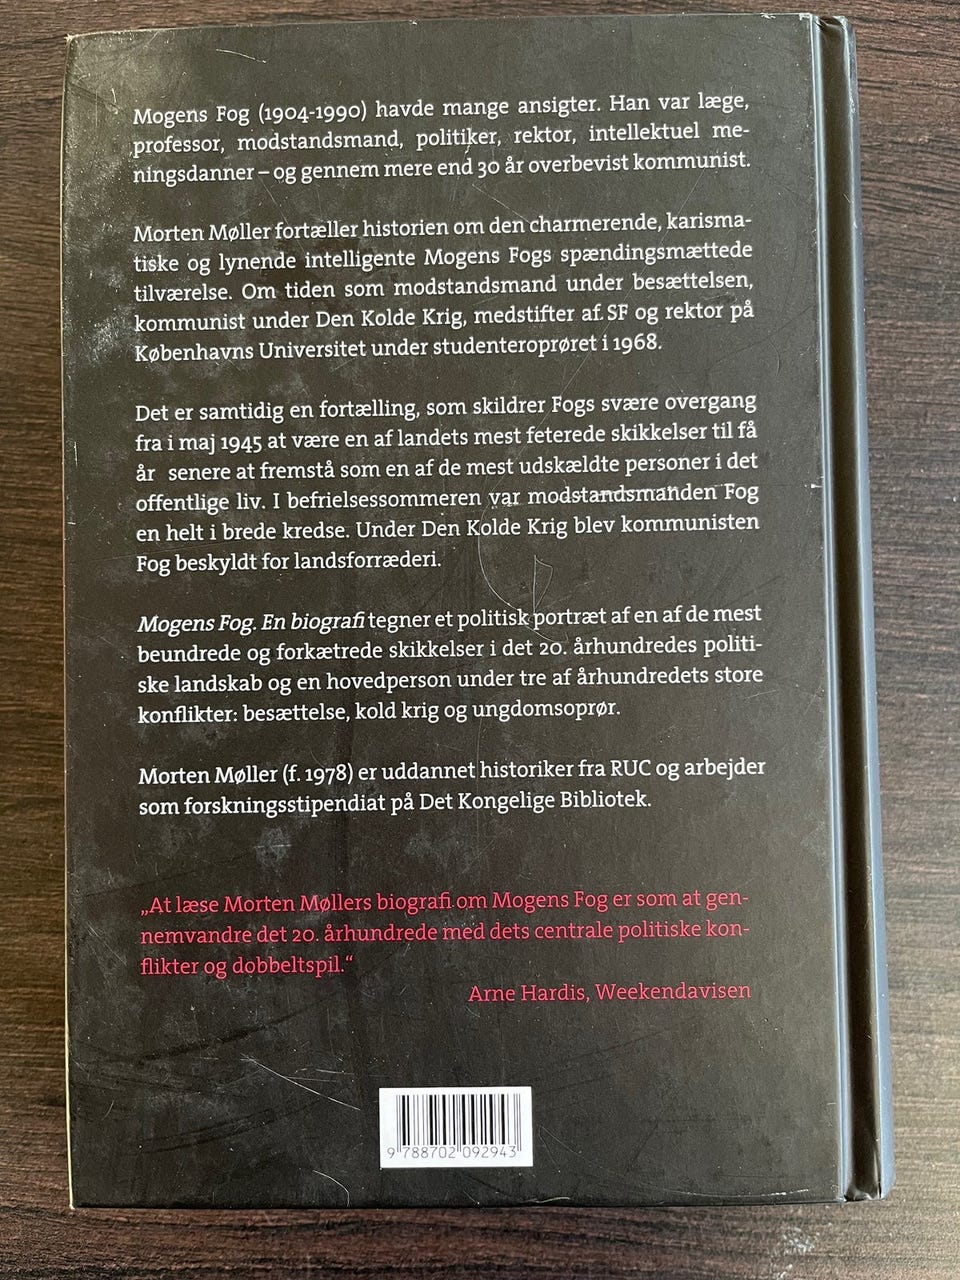 Mogens Fog (1904-1990) havde mange ansigter. Han var læge,
professor, modstandsmand, politiker, rektor, intellektuel me-
ningsdanner – og gennem mere end 30 år overbevist kommunist.
Morten Møller fortæller historien om den charmerende, karisma-
tiske og lynende intelligente Mogens Fogs spændingsmættede
tilværelse. Om tiden som modstandsmand under besættelsen,
kommunist under Den Kolde Krig, medstifter af SF og rektor på
Københavns Universitet under studenteroprøret i 1968.
Det er samtidig en fortælling, som skildrer Fogs svære overgang
fra i maj 1945 at være en af landets mest feterede skikkelser til få
år senere at fremstå som en af de mest udskældte personer i det
offentlige liv. I befrielsessommeren var modstandsmanden Fog
en helt i brede kredse. Under Den Kolde Krig blev kommunisten
Fog beskyldt for landsforræderi.
Mogens Fog. En biografi tegner et politisk portræt af en af de mest
beundrede og forkætrede skikkelser i det 20. århundredes politi-
ske landskab og en hovedperson under tre af århundredets store
konflikter: besættelse, kold krig og ungdomsoprør.
Morten Møller (f. 1978) er uddannet historiker fra RUC og arbejder
som forskningsstipendiat på Det Kongelige Bibliotek.
„At læse Morten Møllers biografi om Mogens Fog er som at gen-
nemvandre det 20. århundrede med dets centrale politiske kon-
flikter og dobbeltspil.“
Arne Hardis, Weekendavisen
9 788702 092943